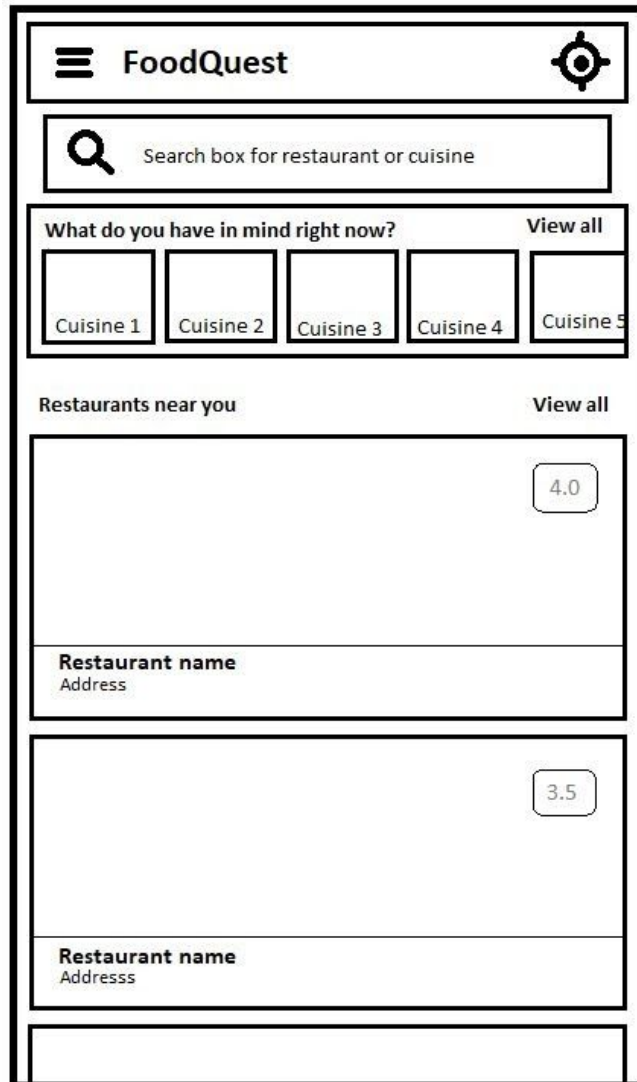 FoodQuest
Search box for restaurant or cuisine
What do you have in mind right now? View all
Cuisine 1 Cuisine 2 Cuisine 3 Cuisine 4 Cuisine 5
Restaurants near you View all
4.0
Restaurant name
Address
3.5
Restaurant name
Addresss